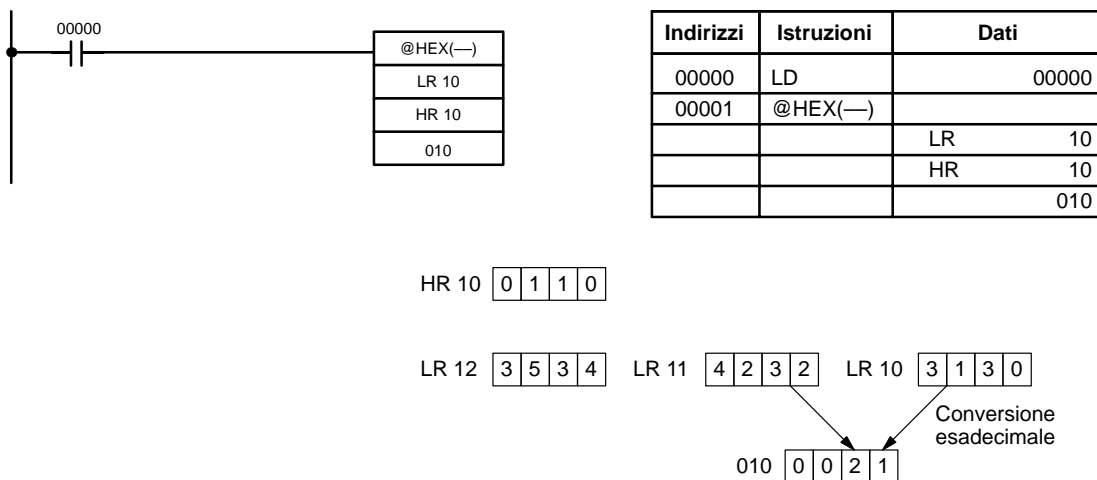 00000
@HEX(—)
LR 10
HR 10
010
Indirizzi Istruzioni Dati
00000 LD 00000
00001 @HEX(—)
LR 10
HR 10
010
HR 10 0 1 1 0
LR 12 3 5 3 4 LR 11 4 2 3 2 LR 10 3 1 3 0
Conversione
esadecimale
010 0 0 2 1